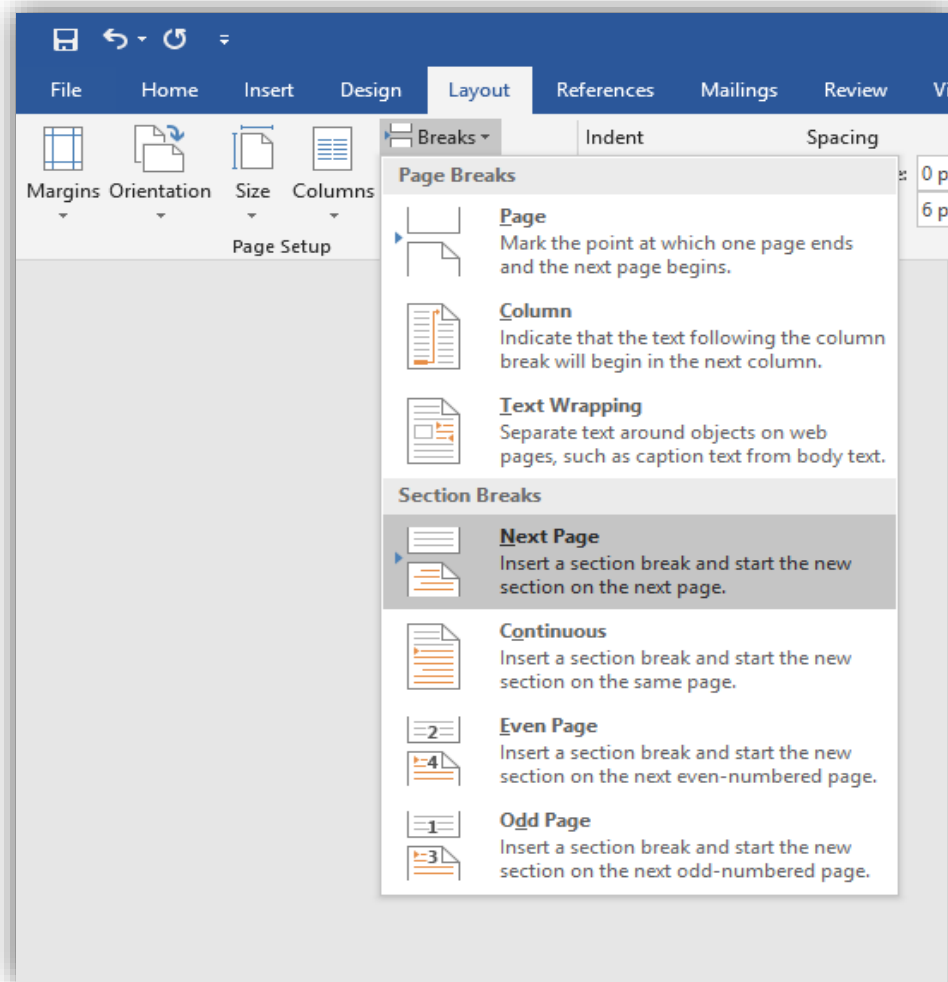 File Home Insert Design Layout References Mailings Review
Breaks Indent Spacing
Margins Orientation Size Columns
Page Setup
0 p
6 p
Page Breaks
Page
Mark the point at which one page ends
and the next page begins.
Column
Indicate that the text following the column
break will begin in the next column.
Text Wrapping
Separate text around objects on web
pages, such as caption text from body text.
Section Breaks
Next Page
Insert a section break and start the new
section on the next page.
Continuous
Insert a section break and start the new
section on the same page.
2
4
Even Page
Insert a section break and start the new
section on the next even-numbered page.
1
3
Odd Page
Insert a section break and start the new
section on the next odd-numbered page.